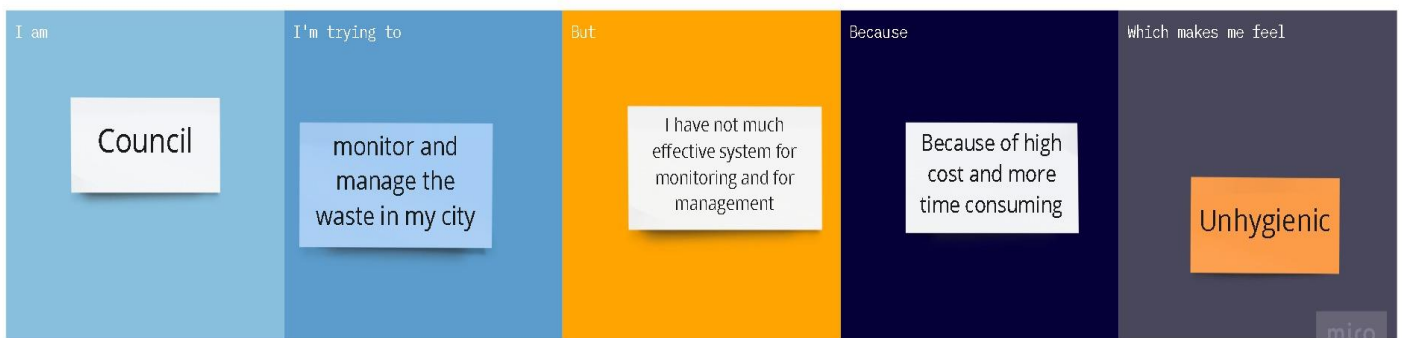 I am
Council
I'm trying to
monitor and
manage the
waste in my city
But
I have not much
effective system for
monitoring and for
management
Because
Because of high
cost and more
time consuming
Which makes me feel
Unhygienic
miro